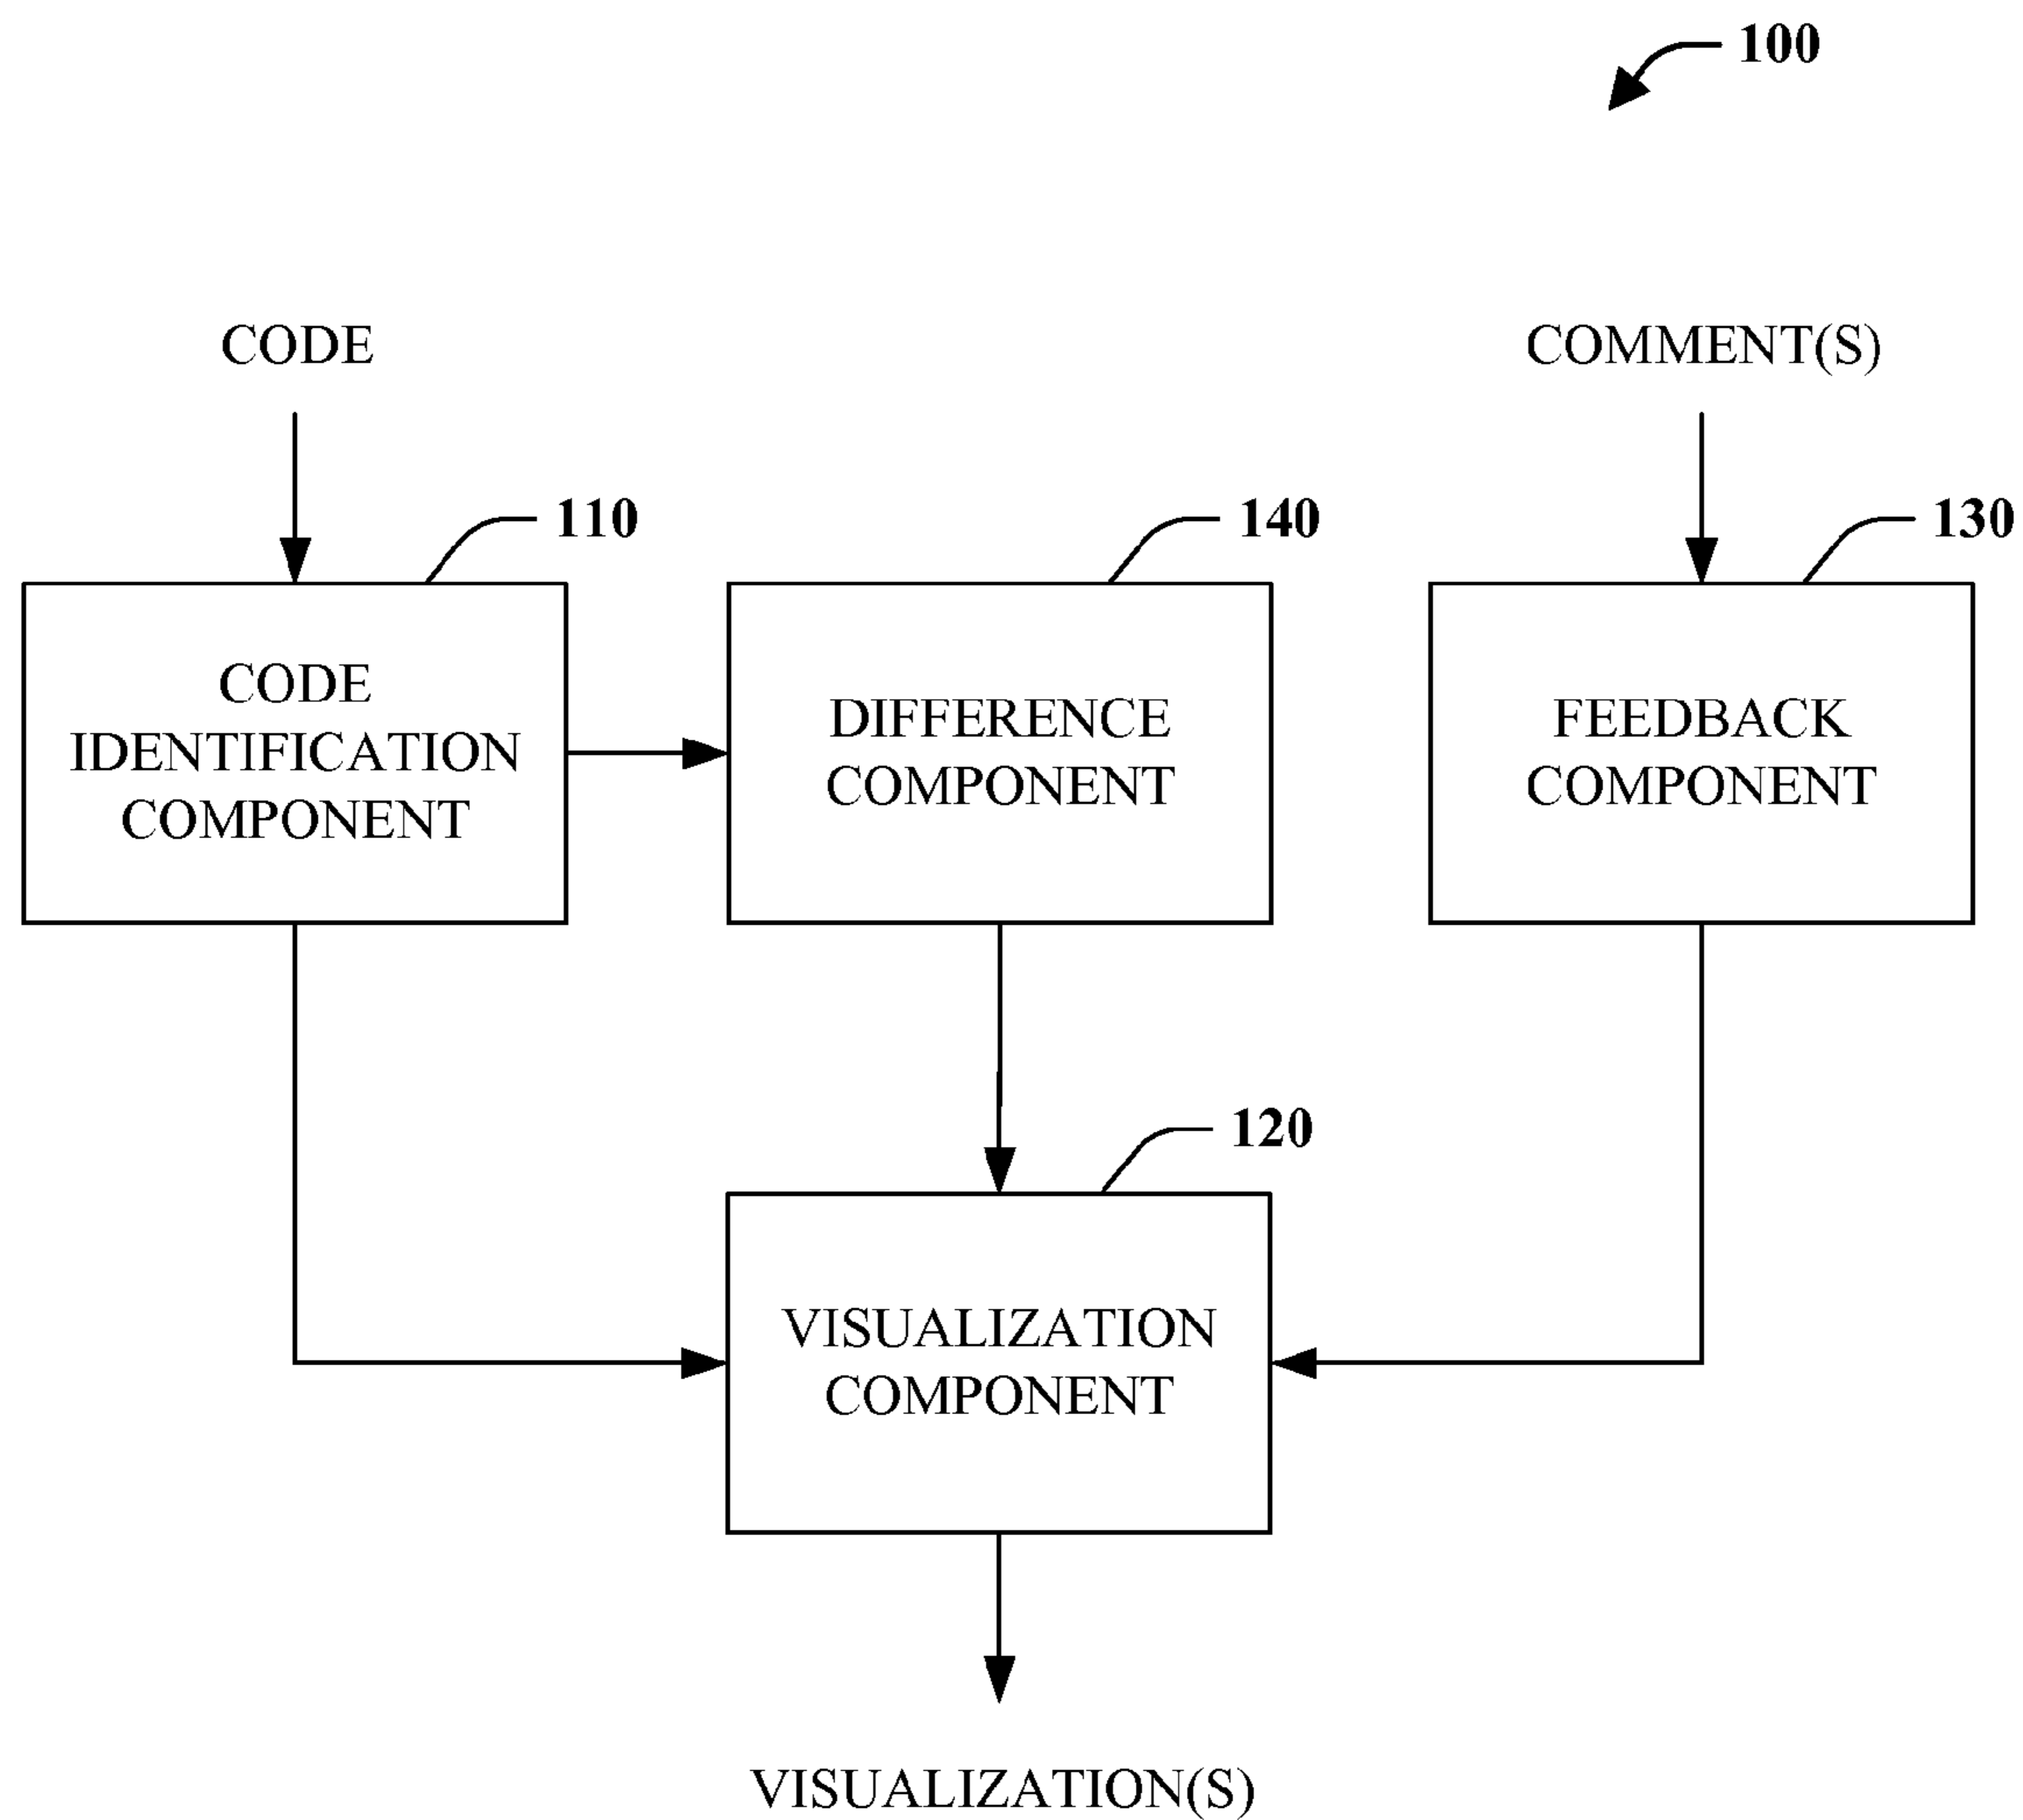 100
CODE
COMMENT(S)
110
140
130
CODE
IDENTIFICATION
COMPONENT
DIFFERENCE
COMPONENT
FEEDBACK
COMPONENT
120
VISUALIZATION
COMPONENT
VISUALIZATION(S)